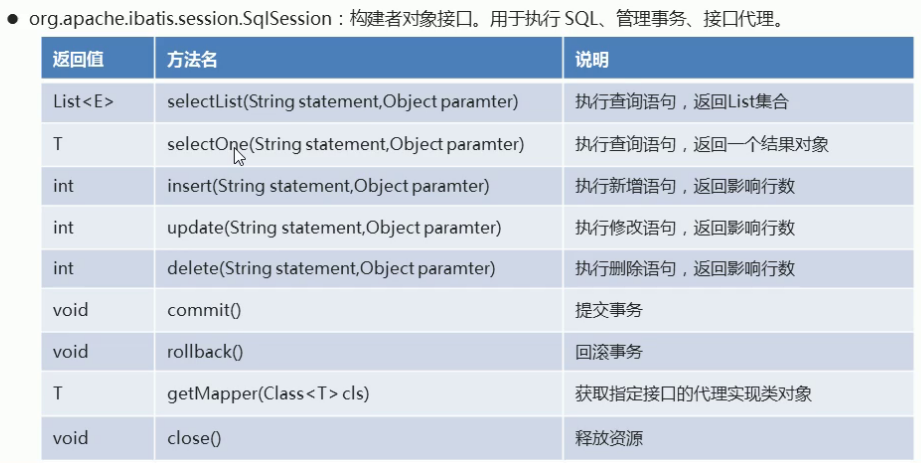 ● org.apache.ibatis.session.SqlSession：构建者对象接口。用于执行 SQL、管理事务、接口代理。
返回值 方法名 说明
List<E> selectList(String statement,Object paramter) 执行查询语句，返回List集合
T selectOne(String statement,Object paramter) 执行查询语句，返回一个结果对象
int insert(String statement,Object paramter) 执行新增语句，返回影响行数
int update(String statement,Object paramter) 执行修改语句，返回影响行数
int delete(String statement,Object paramter) 执行删除语句，返回影响行数
void commit() 提交事务
void rollback() 回滚事务
T getMapper(Class<T> cls) 获取指定接口的代理实现类对象
void close() 释放资源